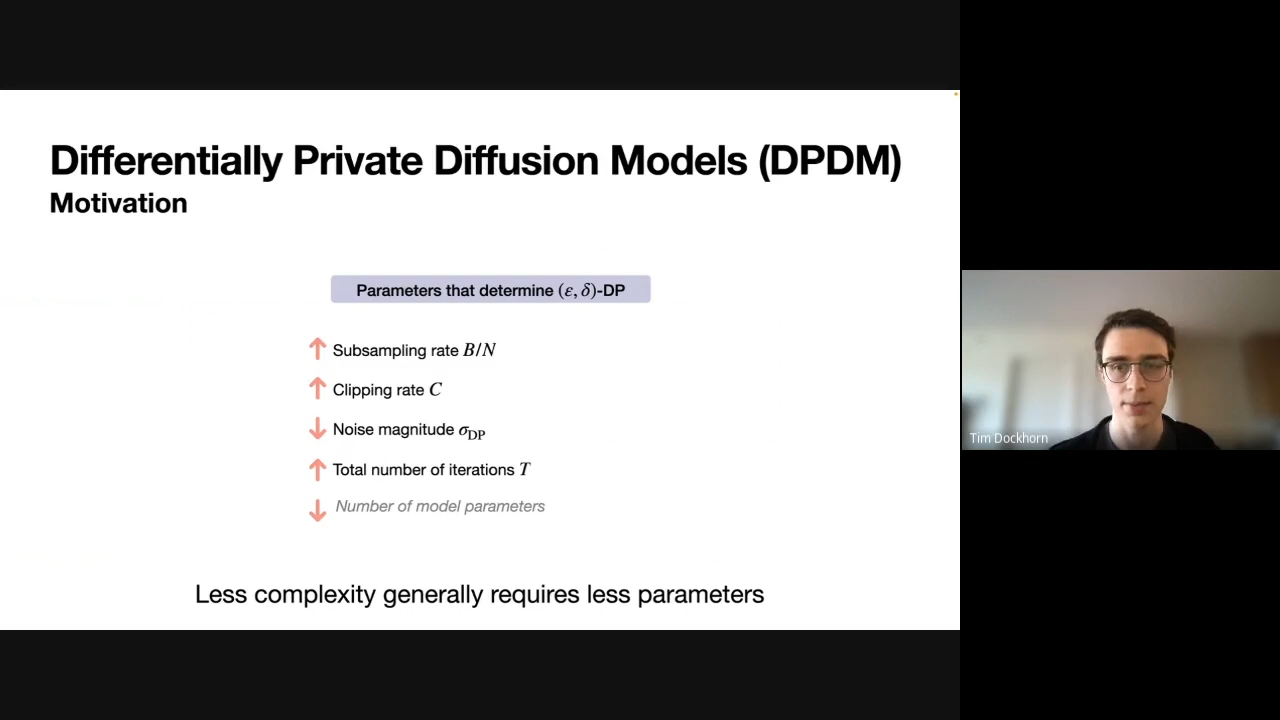 Differentially Private Diffusion Models (DPDM)
Motivation
Parameters that determine (ε, δ)-DP
↑ Subsampling rate B/N
↑ Clipping rate C
↓ Noise magnitude σDP
↑ Total number of iterations T
↓ Number of model parameters
Less complexity generally requires less parameters
Tim Dockhorn